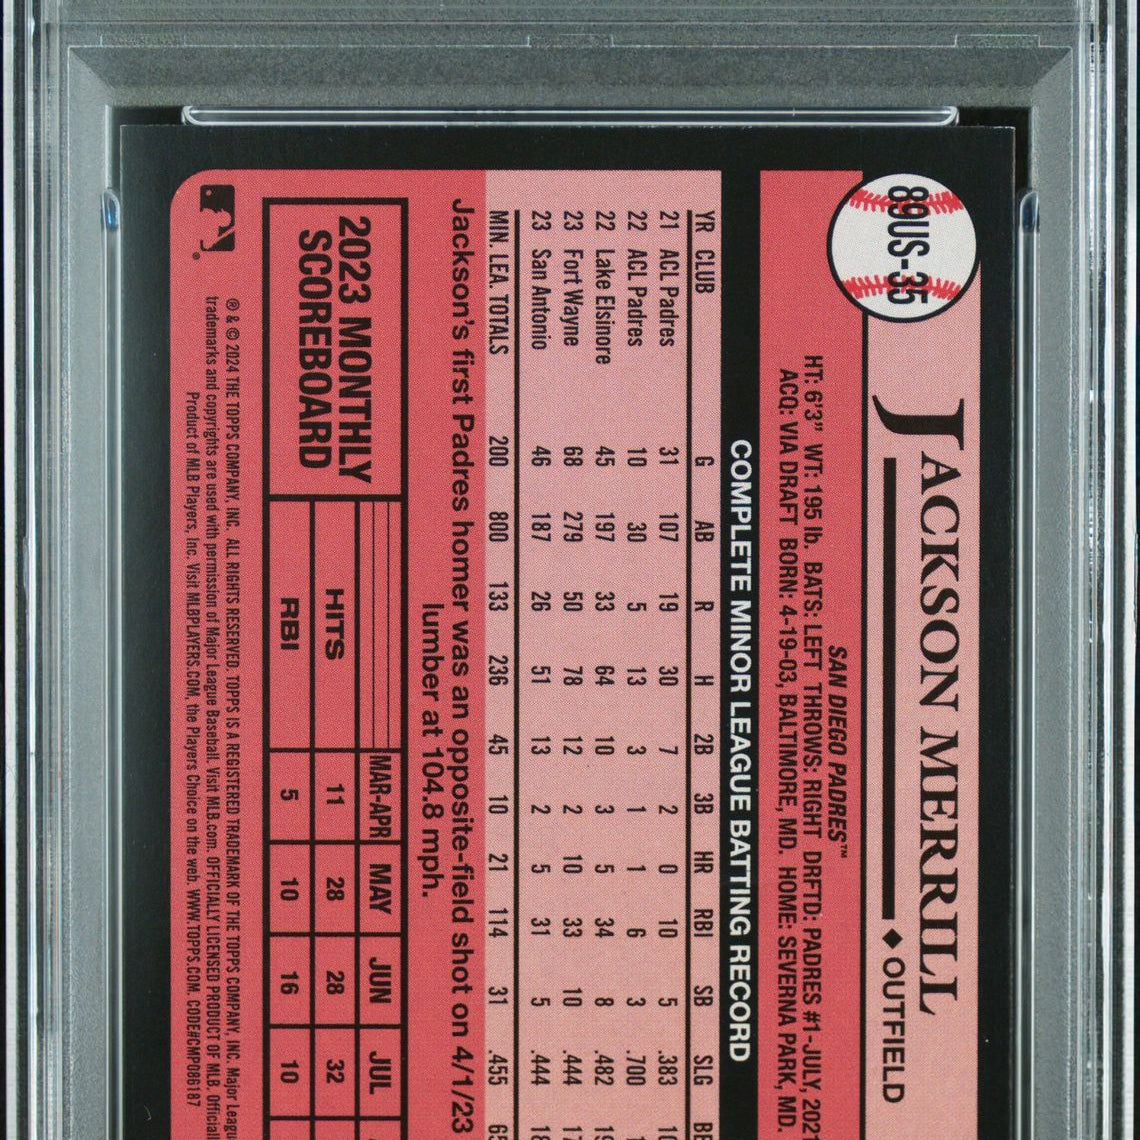 89US-35
JACKSON MERRILL
OUTFIELD
SAN DIEGO PADRES™
HT: 6'3" WT: 195 lb. BATS: LEFT THROWS: RIGHT DRFTD: PADRES #1-JULY, 2021
ACQ: VIA DRAFT BORN: 4-19-03, BALTIMORE, MD. HOME: SEVERNA PARK, MD.
COMPLETE MINOR LEAGUE BATTING RECORD
YR CLUB G AB R H 2B 3B HR RBI SB SLG
21 ACL Padres 31 107 19 30 7 2 0 10 5 .383
22 ACL Padres 10 30 5 13 3 1 1 6 3 .700
22 Lake Elsinore 45 197 33 64 10 3 5 34 8 .482
23 Fort Wayne 68 279 50 78 12 2 10 33 10 .444
23 San Antonio 46 187 26 51 13 2 5 31 5 .444
MIN. LEA. TOTALS 200 800 133 236 45 10 21 114 31 .455
Jackson's first Padres homer was an opposite-field shot on 4/1/23
lumber at 104.8 mph.
2023 MONTHLY
SCOREBOARD
MAR-APR MAY JUN JUL
HITS 11 28 28 32
RBI 5 10 16 10
® & © 2024 THE TOPPS COMPANY, INC. ALL RIGHTS RESERVED. TOPPS IS A REGISTERED TRADEMARK OF THE TOPPS COMPANY, INC. Major
trademarks and copyrights are used with permission of Major League Baseball. Visit MLB.com. OFFICIALLY LICENSED PRODUCT OF MLB
Product of MLB Players, Inc. Visit MLBPLAYERS.COM, the Players Choice on the web. WWW.TOPPS.COM. CODE#CMP086187